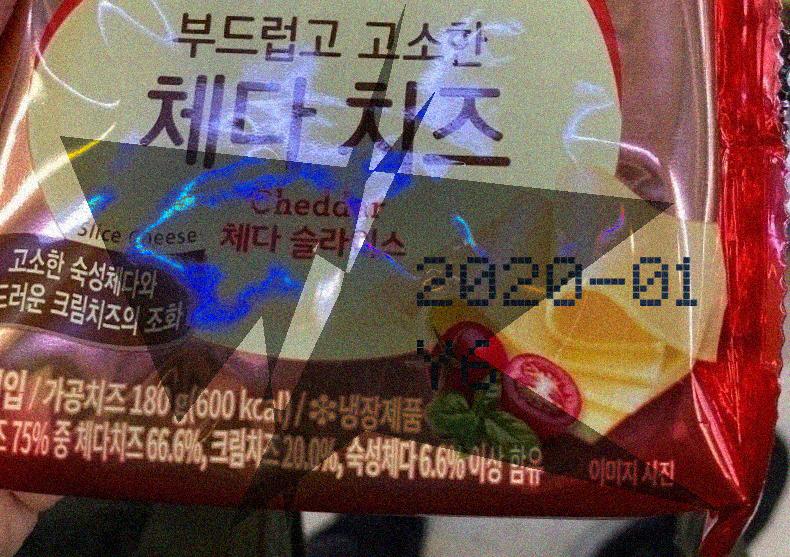 부드럽고 고소한
체다 치즈
Cheddar
Slice Cheese 체다 슬라이스
고소한 숙성체다와
드러운 크림치즈의 조화
2020-01
Y6
입 / 가공치즈 180 g(600 kcal) / 냉장제품
즈 75% 중 체다치즈 66.6%, 크림치즈 20.0%, 숙성체다 6.6% 이상 함유
이미지 사진